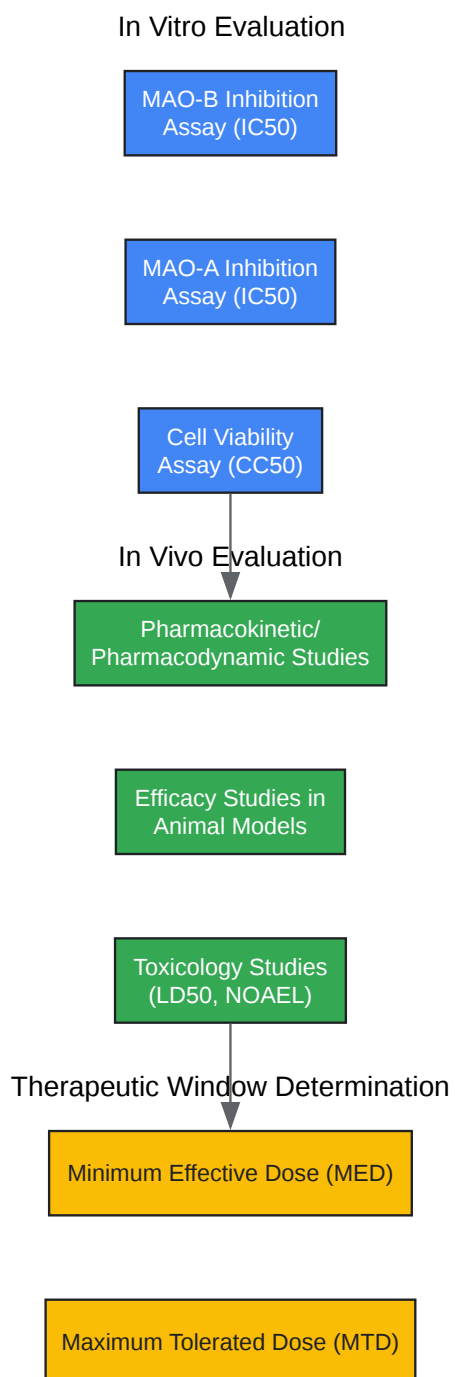 In Vitro Evaluation
MAO-B Inhibition
Assay (IC50)
MAO-A Inhibition
Assay (IC50)
Cell Viability
Assay (CC50)
In Vivo Evaluation
Pharmacokinetic/
Pharmacodynamic Studies
Efficacy Studies in
Animal Models
Toxicology Studies
(LD50, NOAEL)
Therapeutic Window Determination
Minimum Effective Dose (MED)
Maximum Tolerated Dose (MTD)